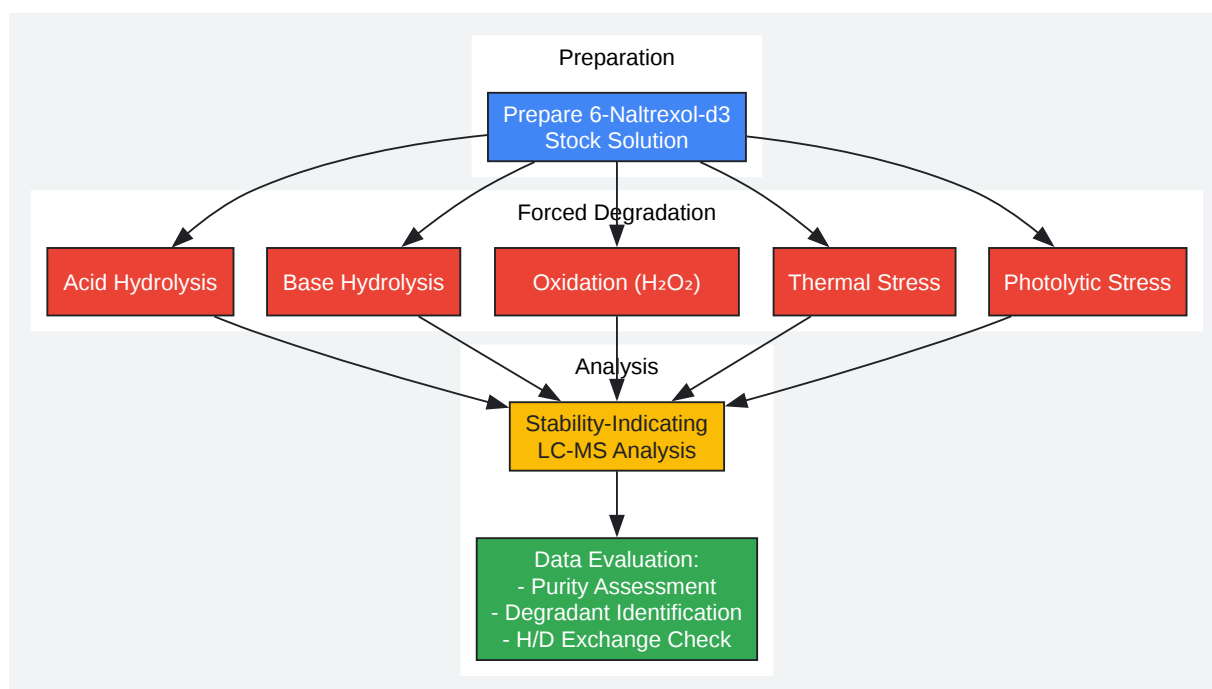 Preparation
Prepare 6-Naltrexol-d3
Stock Solution
Forced Degradation
Acid Hydrolysis
Base Hydrolysis
Oxidation (H₂O₂)
Thermal Stress
Photolytic Stress
Analysis
Stability-Indicating
LC-MS Analysis
Data Evaluation:
- Purity Assessment
- Degradant Identification
- H/D Exchange Check